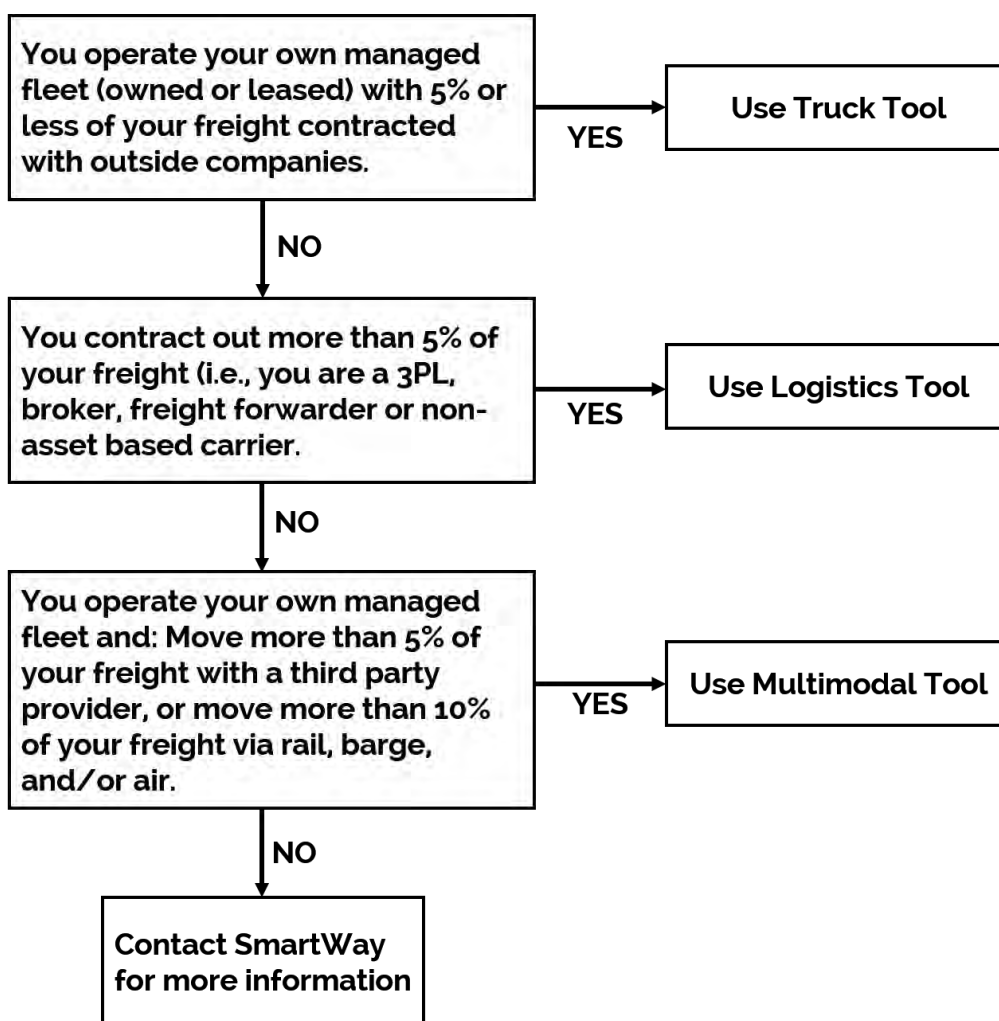 You operate your own managed
fleet (owned or leased) with 5% or
less of your freight contracted
with outside companies.
YES
Use Truck Tool
NO
You contract out more than 5% of
your freight (i.e., you are a 3PL,
broker, freight forwarder or non-
asset based carrier.
YES
Use Logistics Tool
NO
You operate your own managed
fleet and: Move more than 5% of
your freight with a third party
provider, or move more than 10%
of your freight via rail, barge,
and/or air.
YES
Use Multimodal Tool
NO
Contact SmartWay
for more information